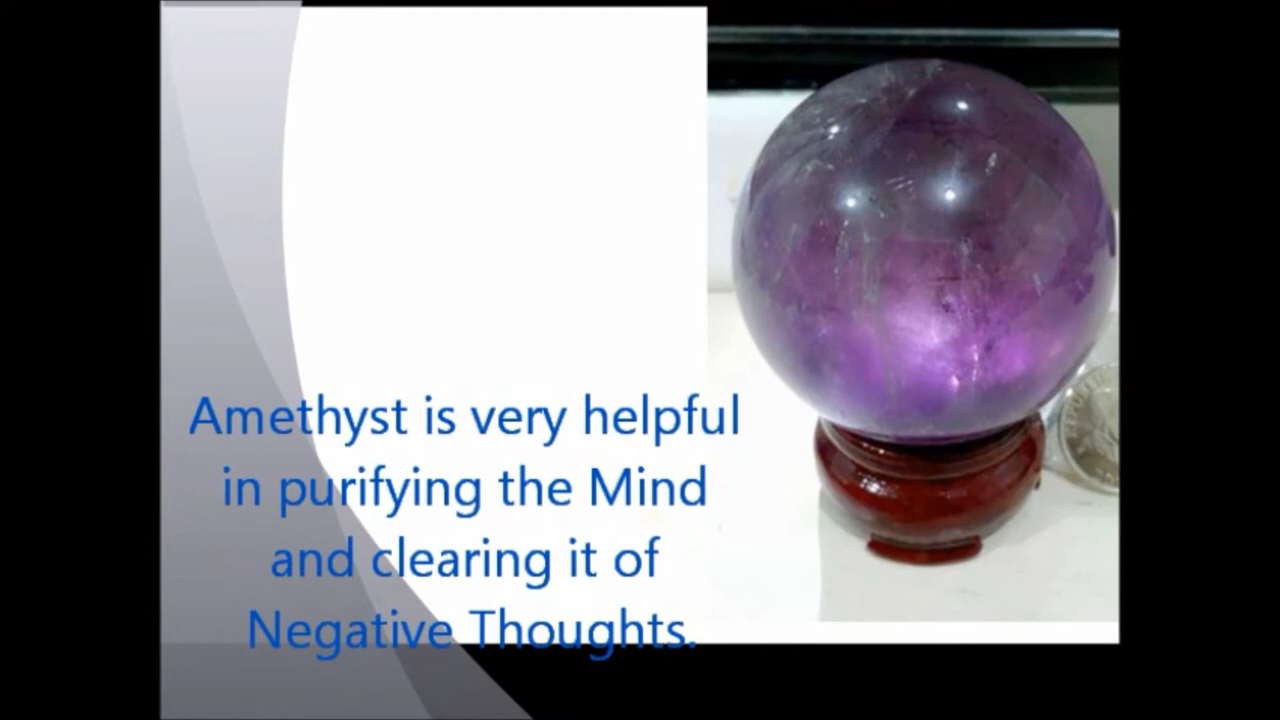 Amethyst is very helpful
in purifying the Mind
and clearing it of
Negative Thoughts.